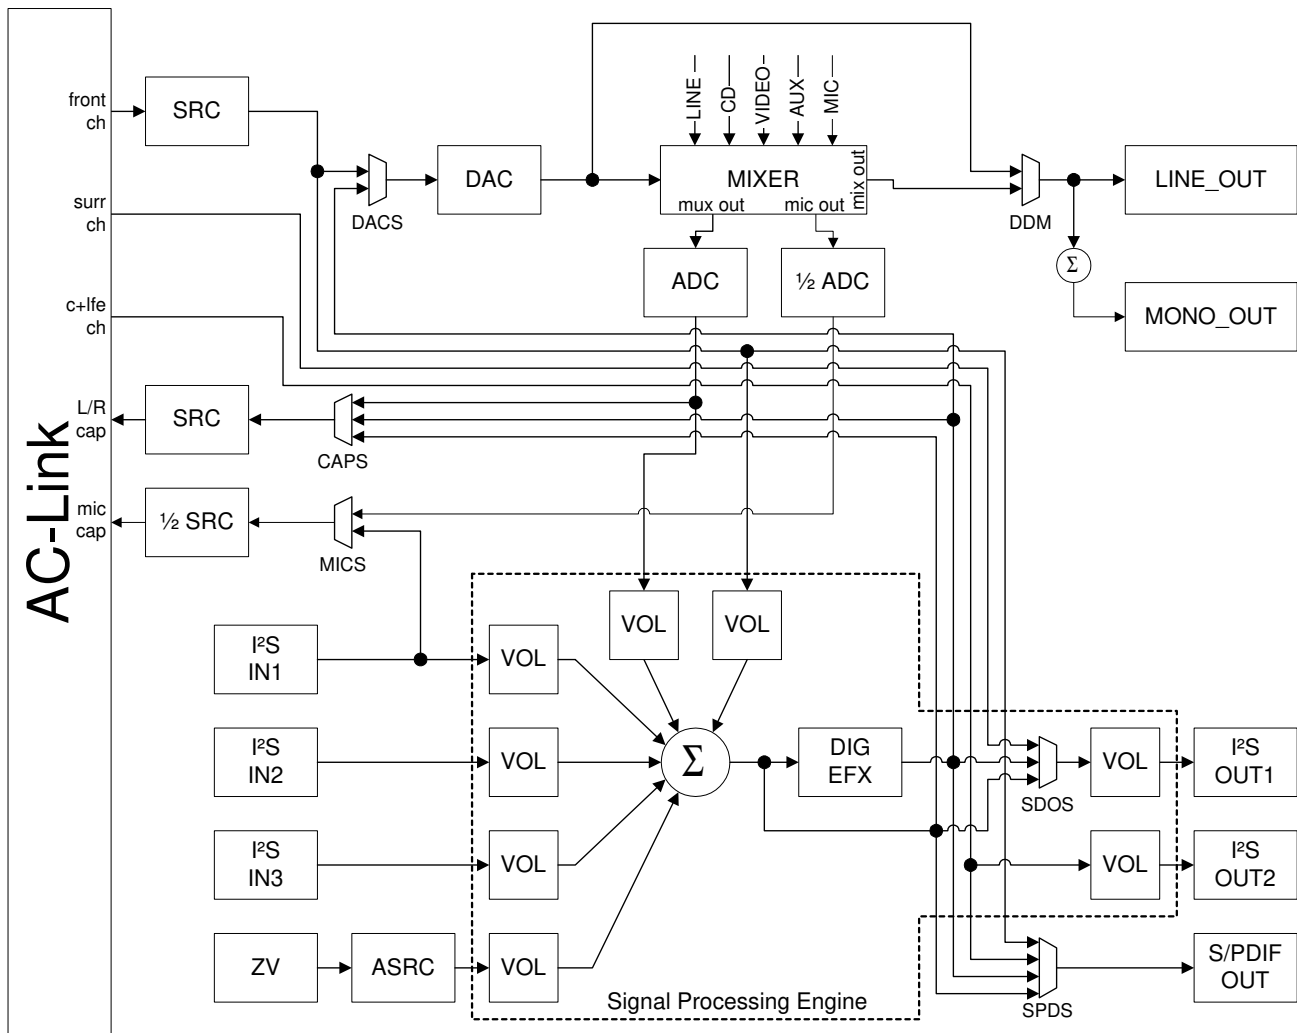 AC-Link
front
ch
SRC
surr
ch
c+lfe
ch
L/R
cap
SRC
mic
cap
½ SRC
DACS
DAC
LINE
CD
VIDEO
AUX
MIC
MIXER
mix out
mux out
mic out
ADC
½ ADC
DDM
LINE_OUT
Σ
MONO_OUT
CAPS
MICS
I²S
IN1
I²S
IN2
I²S
IN3
ZV
ASRC
VOL
VOL
VOL
VOL
VOL
VOL
Σ
DIG
EFX
SDOS
VOL
VOL
I²S
OUT1
I²S
OUT2
SPDS
S/PDIF
OUT
Signal Processing Engine